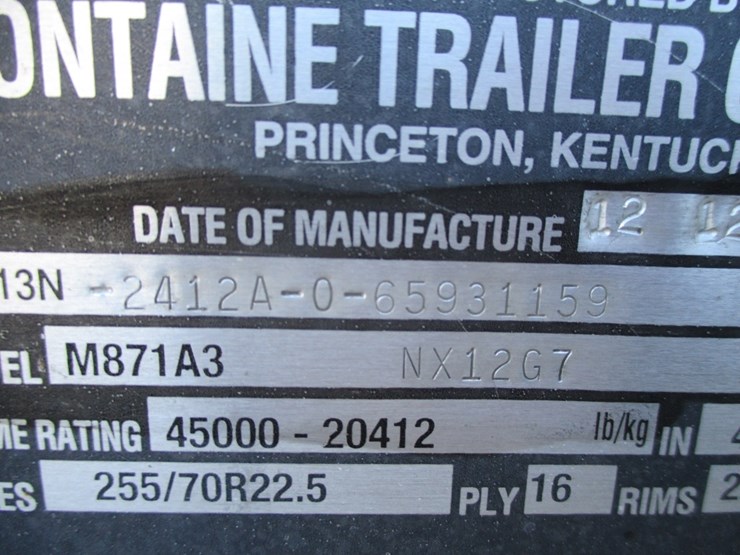 ONTAINE TRAILER
PRINCETON, KENTUC
DATE OF MANUFACTURE 12 12
13N -2412A-0-65931159
EL M871A3 NX12G7
ME RATING 45000 - 20412 lb/kg IN
ES 255/70R22.5 PLY 16 RIMS 2